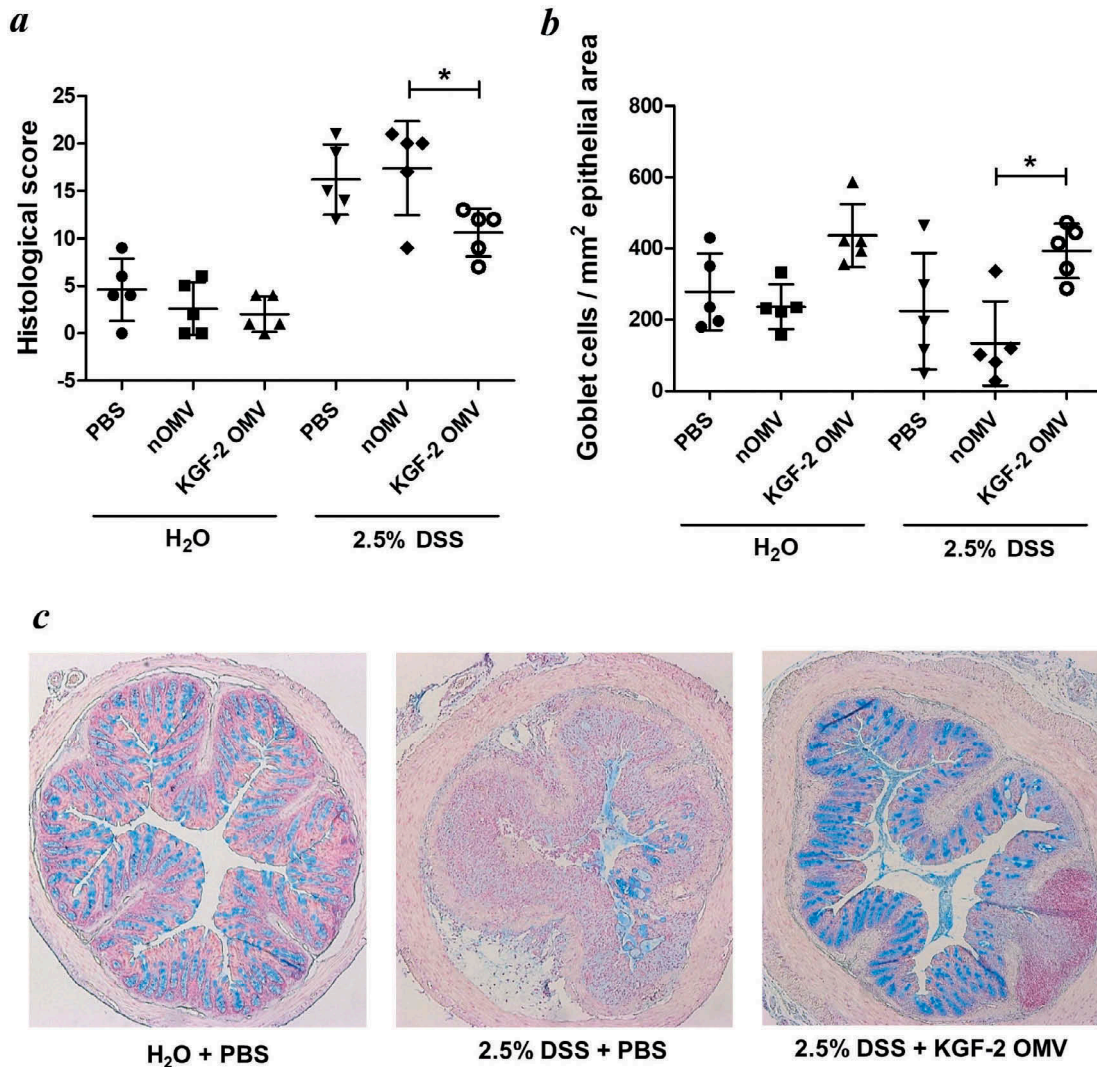 a
Histological score
25
20
15
10
5
0
-5
*
PBS
nOMV
KGF-2 OMV
PBS
nOMV
KGF-2 OMV
H₂O
2.5% DSS
b
Goblet cells / mm² epithelial area
800
600
400
200
0
*
PBS
nOMV
KGF-2 OMV
PBS
nOMV
KGF-2 OMV
H₂O
2.5% DSS
c
H₂O + PBS
2.5% DSS + PBS
2.5% DSS + KGF-2 OMV